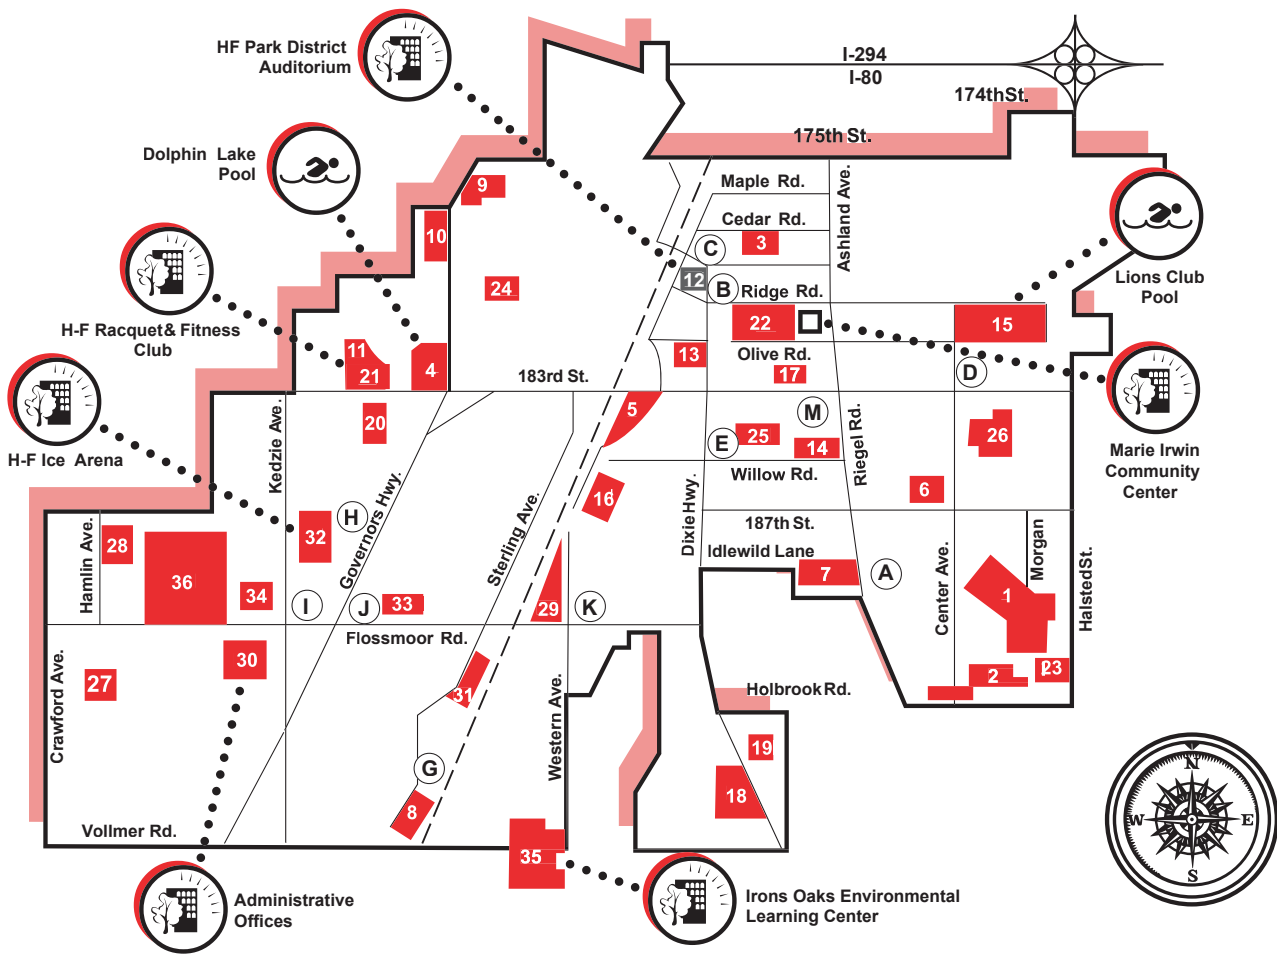 HF Park District
Auditorium
I-294
I-80
174th St.
175th St.
Dolphin Lake
Pool
Maple Rd.
Ashland Ave.
9
Cedar Rd.
10
C
3
Lions Club
Pool
H-F Racquet & Fitness
Club
24
12
B
Ridge Rd.
22
15
11
21
4
13
Olive Rd.
17
D
183rd St.
5
M
20
Kedzie Ave.
E
25
14
26
Riegel Rd.
H-F Ice Arena
Marie Irwin
Community
Center
Willow Rd.
6
16
H
Governors Hwy.
Sterling Ave.
Dixie Hwy.
187th St.
Idlewild Lane
28
Hamlin Ave.
32
36
7
A
Morgan
Center Ave.
Halsted St.
34
I
J
33
29
K
1
Flossmoor Rd.
30
27
31
2
23
Crawford Ave.
Western Ave.
Holbrook Rd.
G
19
18
8
Vollmer Rd.
35
N
W
E
S
Administrative
Offices
Irons Oaks Environmental
Learning Center